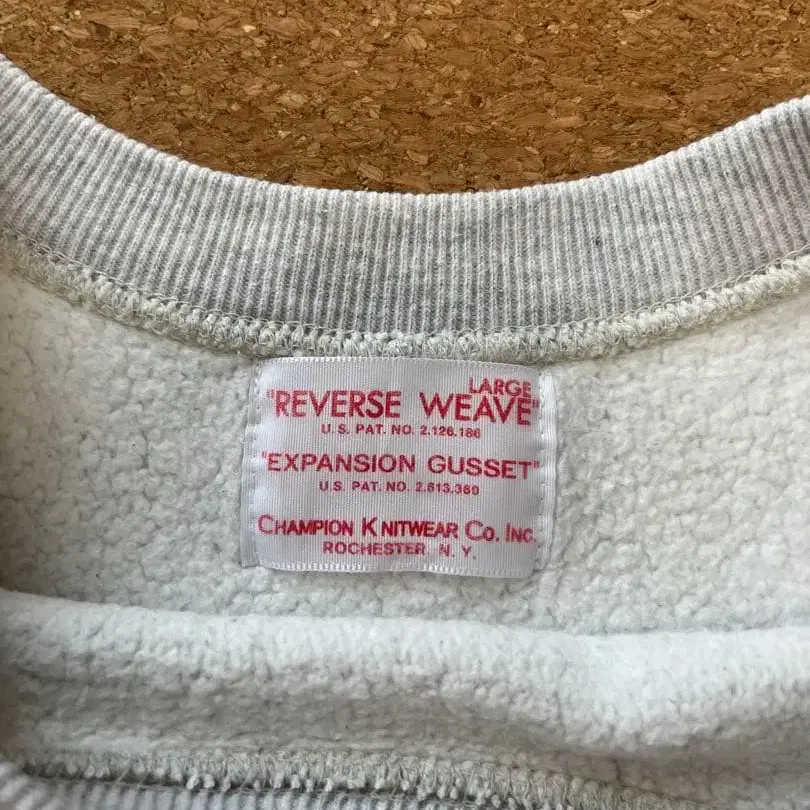 LARGE
"REVERSE WEAVE"
U.S. PAT. NO. 2.126.186
"EXPANSION GUSSET"
U.S. PAT. NO. 2.613.360
CHAMPION KNITWEAR CO. INC.
ROCHESTER N.Y.